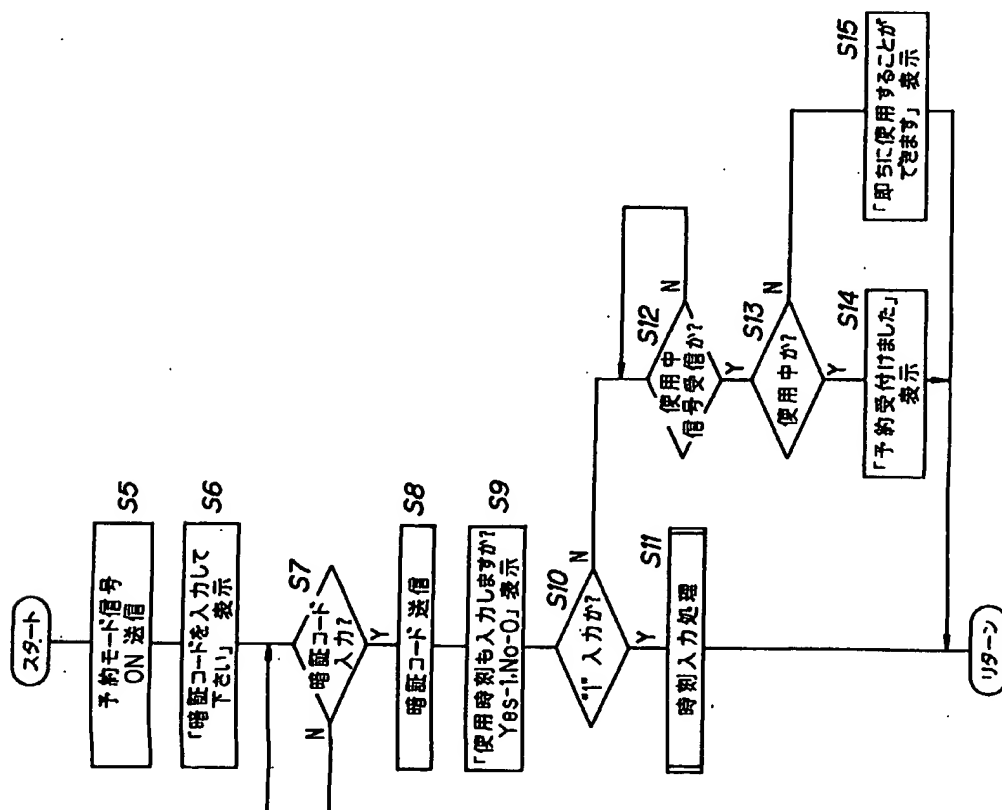 スタート
S5
予約モード信号
ON 送信
S6
「暗証コードを入力して
下さい」 表示
S7
暗証コード
入力?
N
Y
S8
暗証コード 送信
S9
「使用時刻も入力しますか?
Yes-1.No-0」表示
S10
"1" 入力か?
N
Y
S11
時刻入力処理
S12
使用中
信号受信か?
N
Y
S13
使用中か?
N
Y
S14
「予約受付けました」
表示
S15
「即ちに使用することが
できます」 表示
リターン